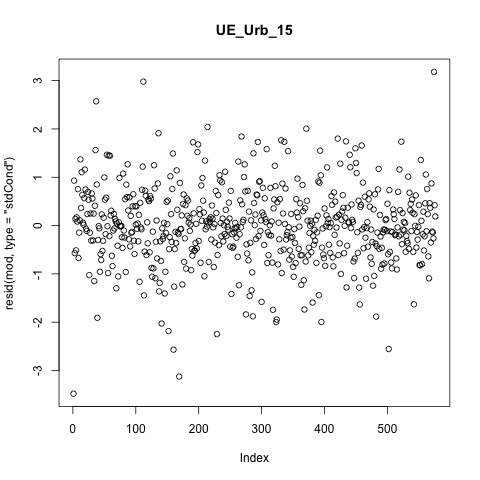 UE_Urb_15
resid(mod, type = "stdCond")
3
2
1
0
-1
-2
-3
0 100 200 300 400 500
Index